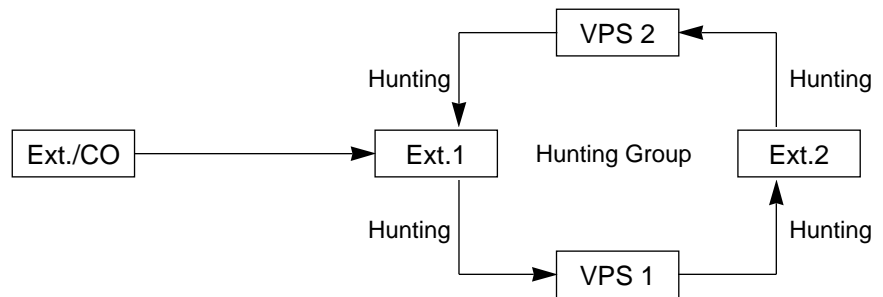 VPS 2
Hunting
Hunting
Ext./CO
Ext.1
Hunting Group
Ext.2
Hunting
Hunting
VPS 1